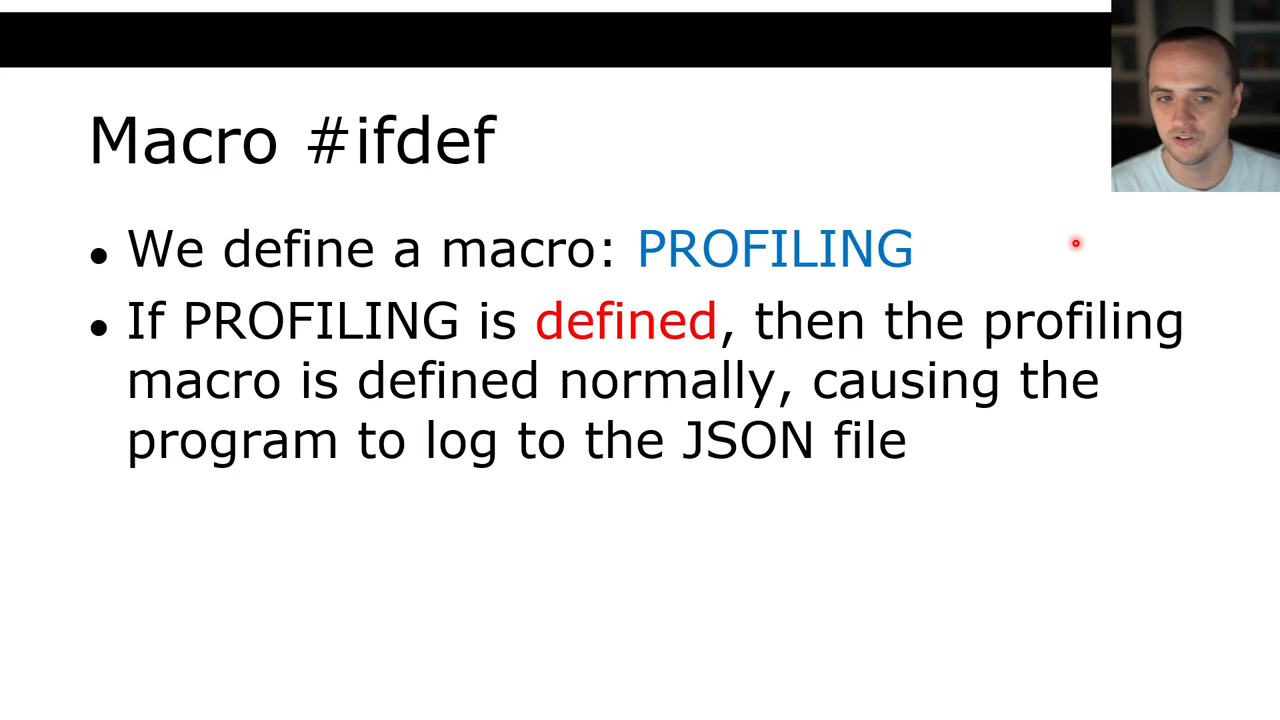 Macro #ifdef
● We define a macro: PROFILING
● If PROFILING is defined, then the profiling
macro is defined normally, causing the
program to log to the JSON file